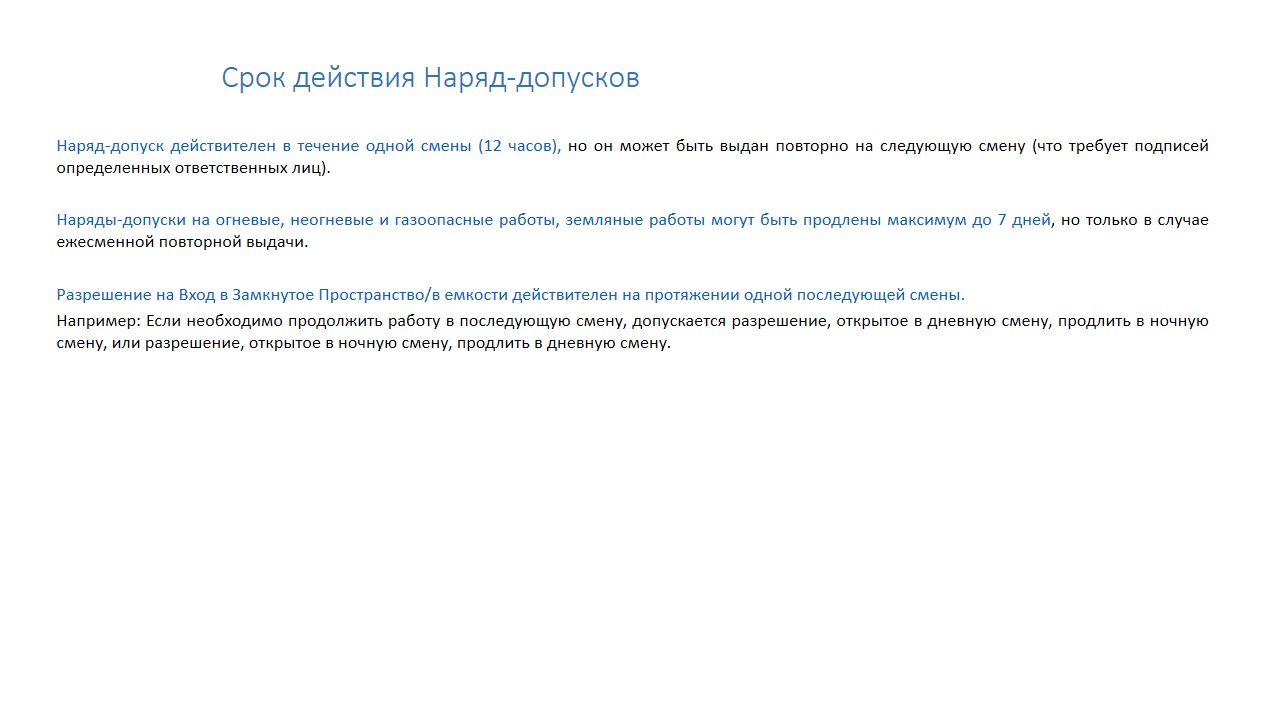 Срок действия Наряд-допусков
Наряд-допуск действителен в течение одной смены (12 часов), но он может быть выдан повторно на следующую смену (что требует подписей
определенных ответственных лиц).
Наряды-допуски на огневые, неогневые и газоопасные работы, земляные работы могут быть продлены максимум до 7 дней, но только в случае
ежесменной повторной выдачи.
Разрешение на Вход в Замкнутое Пространство/в емкости действителен на протяжении одной последующей смены.
Например: Если необходимо продолжить работу в последующую смену, допускается разрешение, открытое в дневную смену, продлить в ночную
смену, или разрешение, открытое в ночную смену, продлить в дневную смену.